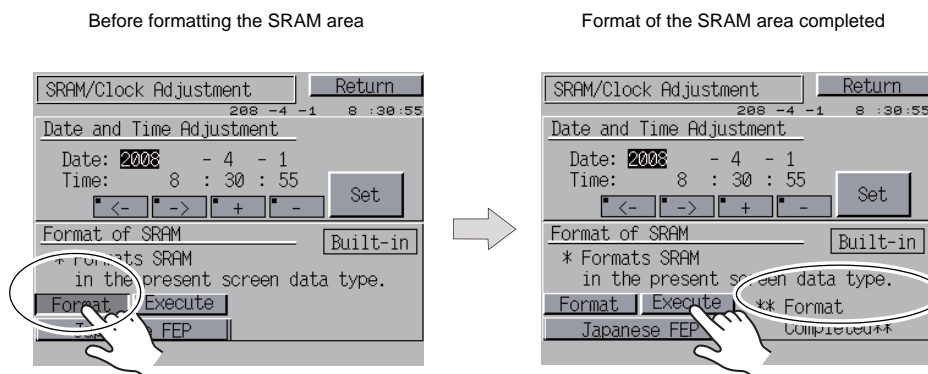 Before formatting the SRAM area
SRAM/Clock Adjustment Return
208 -4 -1 8 :30:55
Date and Time Adjustment
Date: 2008 - 4 - 1
Time: 8 : 30 : 55
<- -> + - Set
Format of SRAM Built-in
* Formats SRAM
in the present screen data type.
Format Execute
FEP
Format of the SRAM area completed
SRAM/Clock Adjustment Return
208 -4 -1 8 :30:55
Date and Time Adjustment
Date: 2008 - 4 - 1
Time: 8 : 30 : 55
<- -> + - Set
Format of SRAM Built-in
* Formats SRAM
in the present screen data type.
Format Execute ** Format
Japanese FEP Completed**